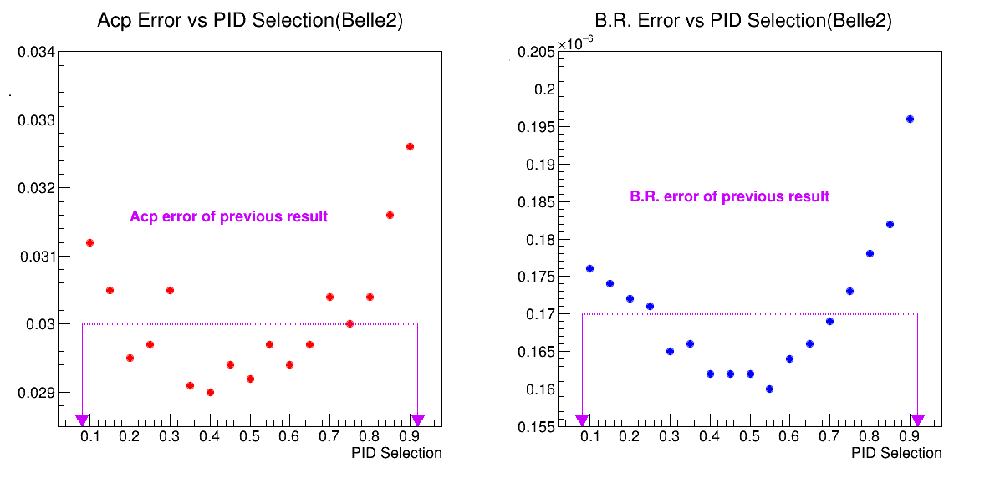 Acp Error vs PID Selection(Belle2)
0.034
0.033
0.032
0.031
0.03
0.029
Acp error of previous result
0.1 0.2 0.3 0.4 0.5 0.6 0.7 0.8 0.9
PID Selection
B.R. Error vs PID Selection(Belle2)
×10⁻⁶
0.205
0.2
0.195
0.19
0.185
0.18
0.175
0.17
0.165
0.16
0.155
B.R. error of previous result
0.1 0.2 0.3 0.4 0.5 0.6 0.7 0.8 0.9
PID Selection